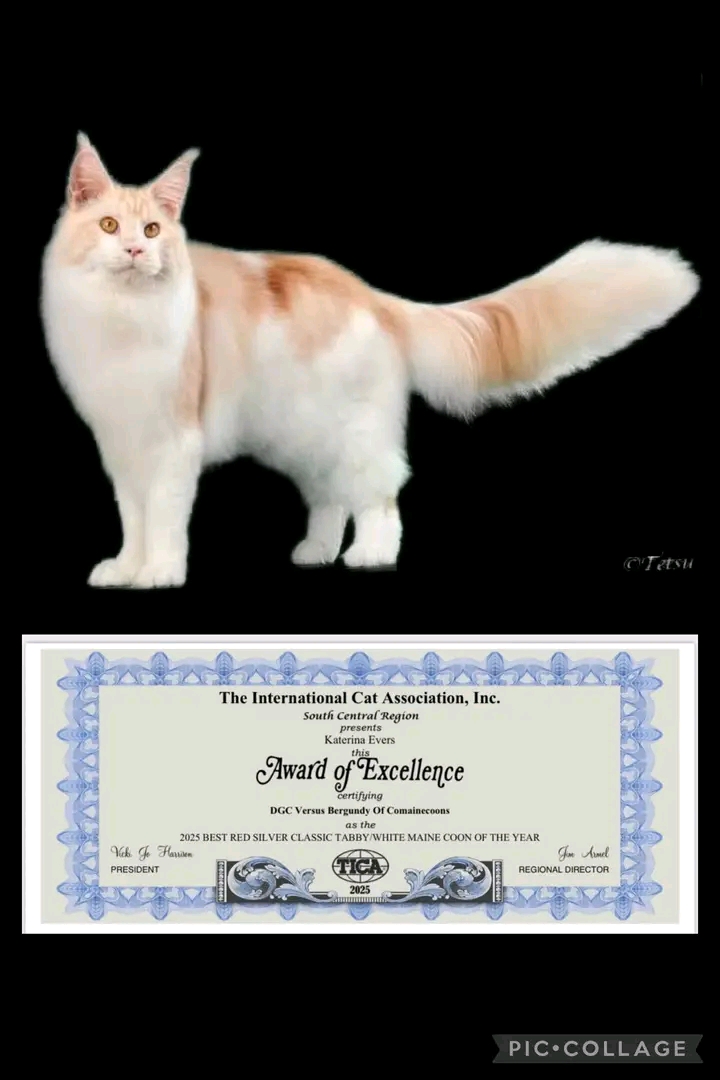 ©Tetsu
The International Cat Association, Inc.
South Central Region
presents
Katerina Evers
this
Award of Excellence
certifying
DGC Versus Bergundy Of Comainecoons
as the
2025 BEST RED SILVER CLASSIC TABBY/WHITE MAINE COON OF THE YEAR
Vicki Jo Harrison
PRESIDENT
Jim Armel
REGIONAL DIRECTOR
TICA
2025
PIC•COLLAGE